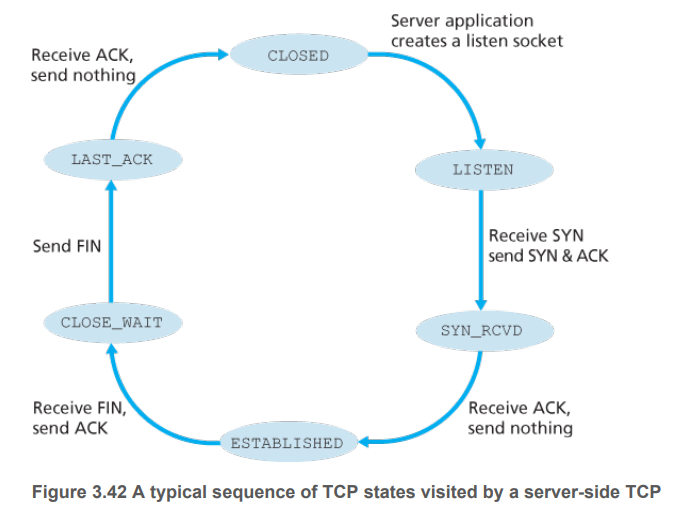 Server application
creates a listen socket
CLOSED
Receive ACK,
send nothing
LAST_ACK
LISTEN
Send FIN
Receive SYN
send SYN & ACK
CLOSE_WAIT
SYN_RCVD
Receive FIN,
send ACK
Receive ACK,
send nothing
ESTABLISHED
Figure 3.42 A typical sequence of TCP states visited by a server-side TCP